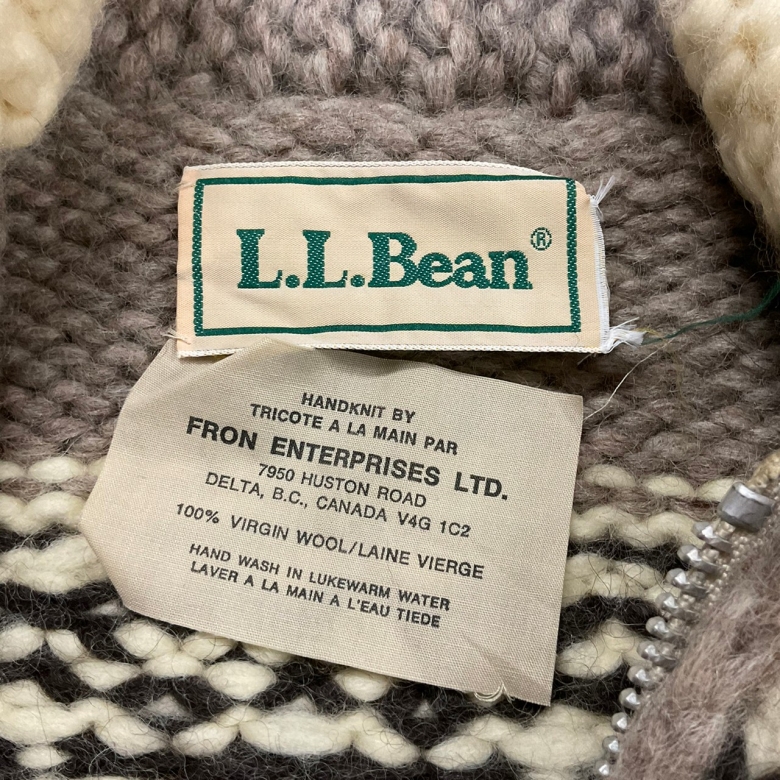 L.L.Bean®
HANDKNIT BY
TRICOTE A LA MAIN PAR
FRON ENTERPRISES LTD.
7950 HUSTON ROAD
DELTA, B.C., CANADA V4G 1C2
100% VIRGIN WOOL/LAINE VIERGE
HAND WASH IN LUKEWARM WATER
LAVER A LA MAIN A L'EAU TIEDE